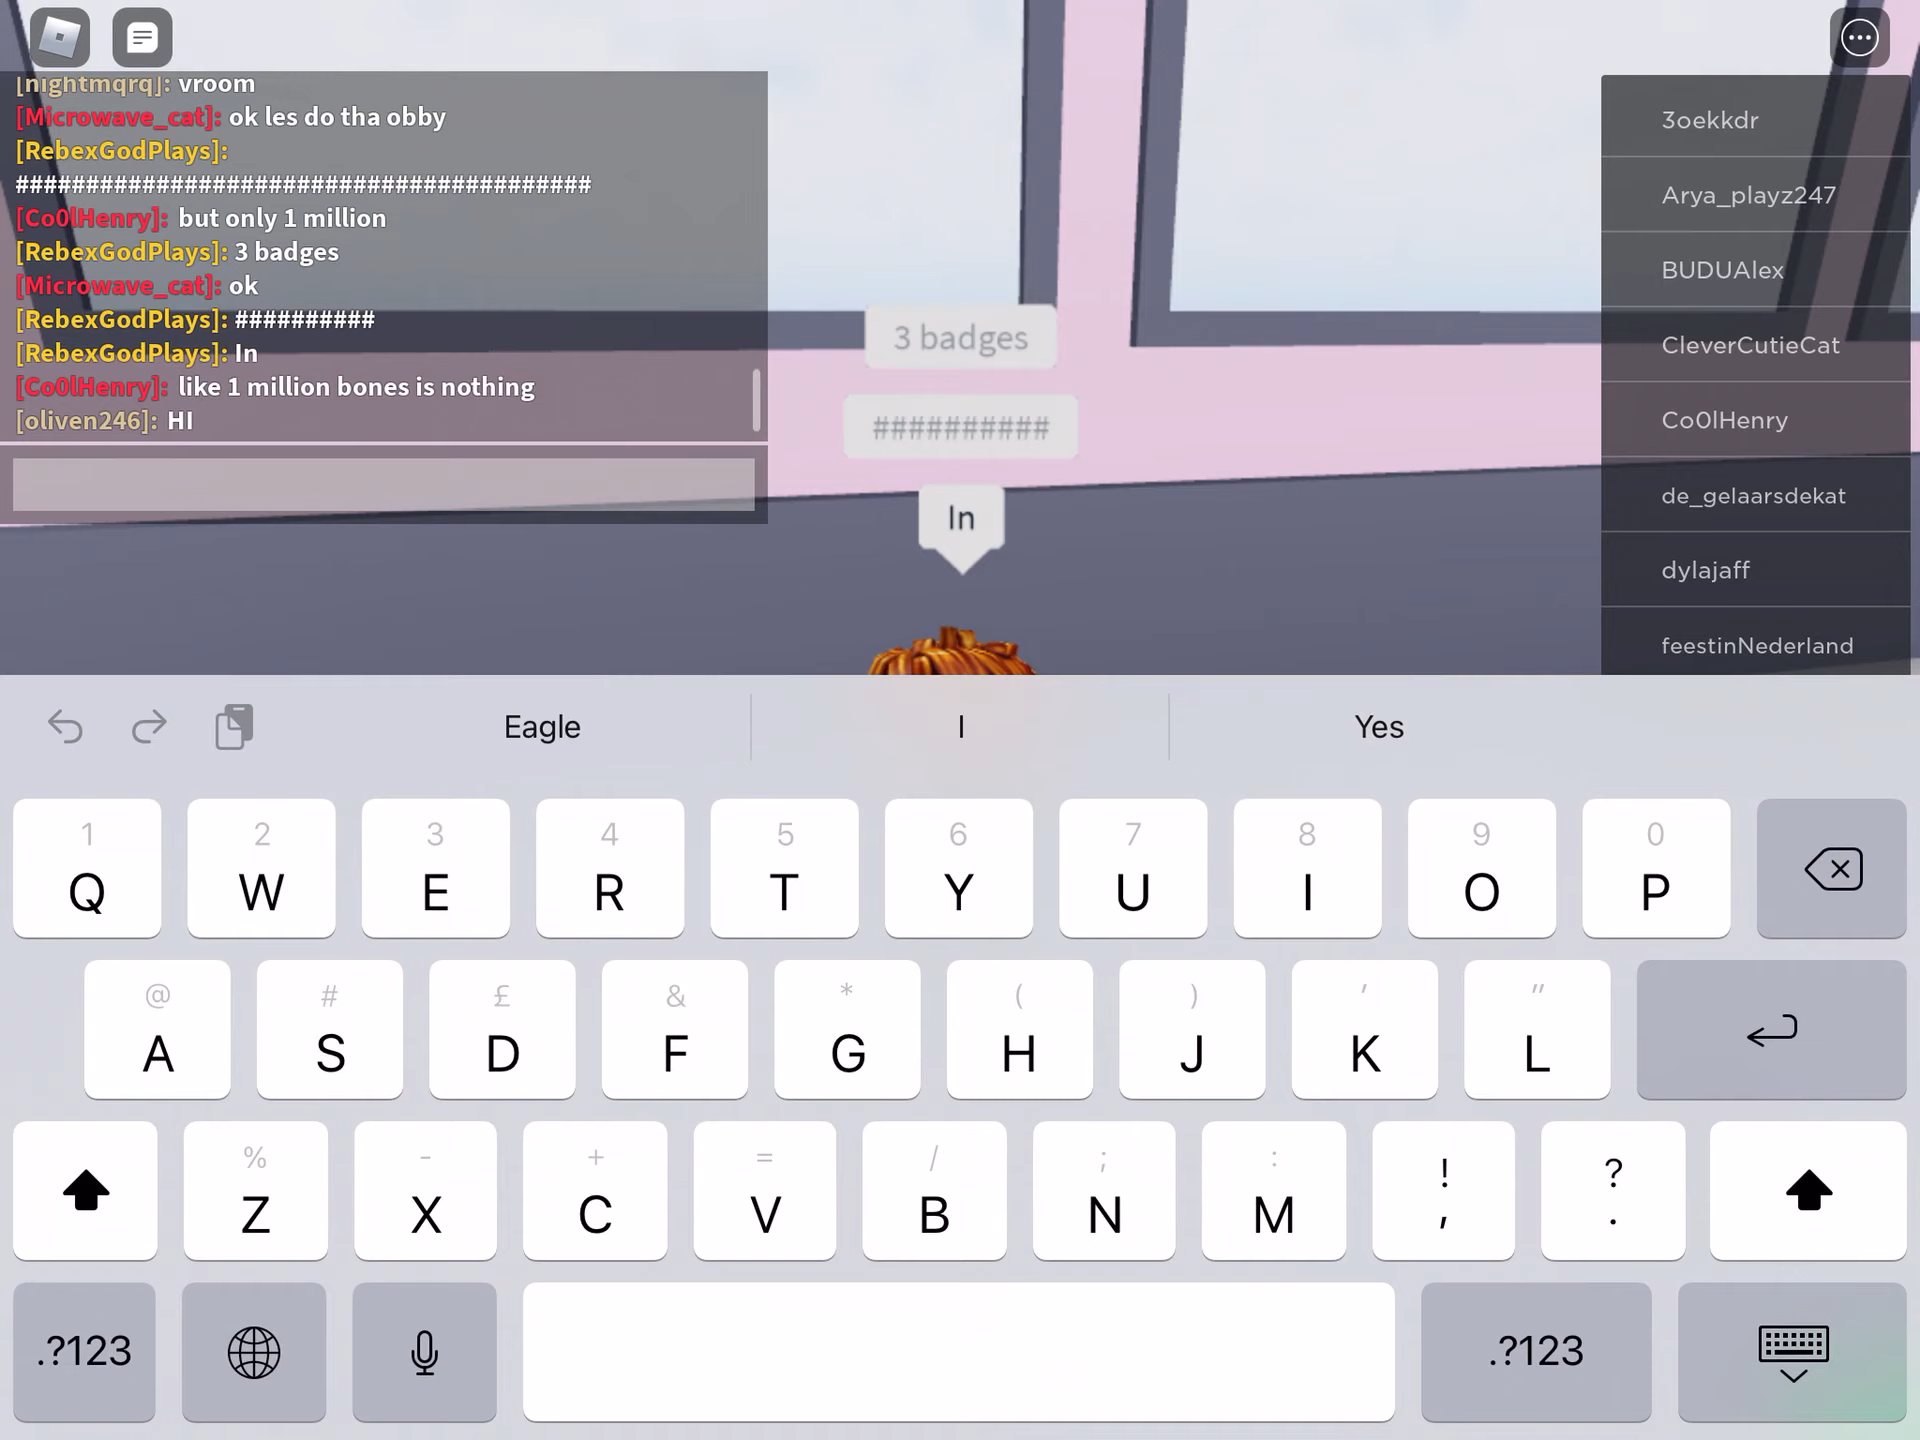 [nightmqrq]: vroom
[Microwave_cat]: ok les do tha obby
[RebexGodPlays]:
#########################################
[Co0lHenry]: but only 1 million
[RebexGodPlays]: 3 badges
[Microwave_cat]: ok
[RebexGodPlays]: ##########
[RebexGodPlays]: In
[Co0lHenry]: like 1 million bones is nothing
[oliven246]: HI
3 badges
##########
In
3oekkdr
Arya_playz247
BUDUAlex
CleverCutieCat
Co0lHenry
de_gelaarsdekat
dylajaff
feestinNederland
Eagle I Yes
1 2 3 4 5 6 7 8 9 0
Q W E R T Y U I O P
@ # £ & * ( ) ' "
A S D F G H J K L
% - + = / ; : ! ?
Z X C V B N M , .
.?123 .?123